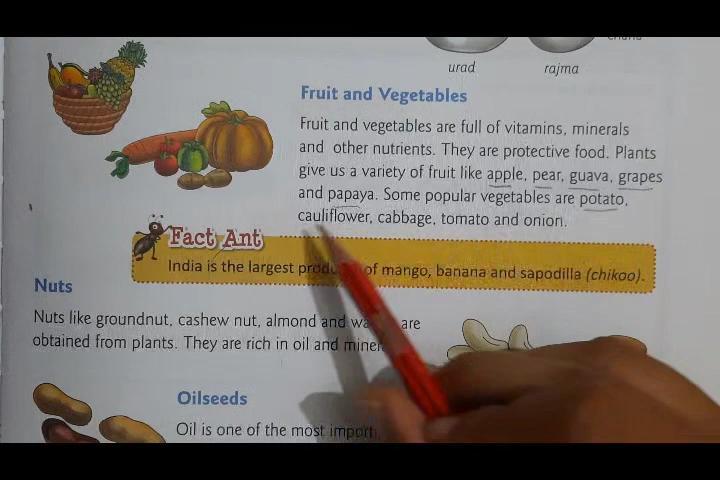 urad
rajma
Fruit and Vegetables
Fruit and vegetables are full of vitamins, minerals
and other nutrients. They are protective food. Plants
give us a variety of fruit like apple, pear, guava, grapes
and papaya. Some popular vegetables are potato,
cauliflower, cabbage, tomato and onion.
Fact Ant
India is the largest of mango, banana and sapodilla (chikoo).
Nuts
Nuts like groundnut, cashew nut, almond and are
obtained from plants. They are rich in oil and
Oilseeds
Oil is one of the most